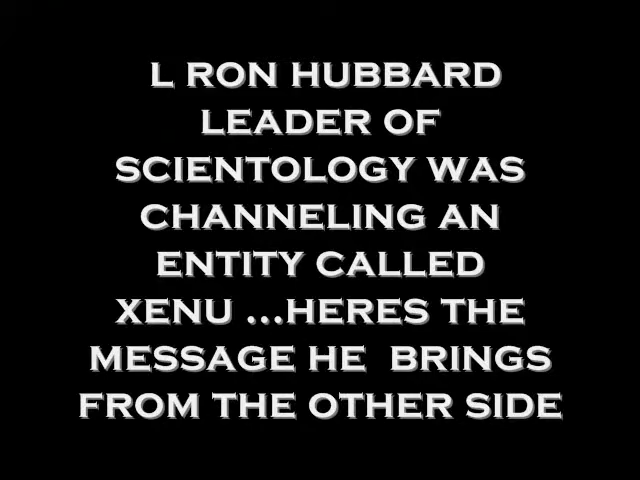 L RON HUBBARD
LEADER OF
SCIENTOLOGY WAS
CHANNELING AN
ENTITY CALLED
XENU ...HERES THE
MESSAGE HE  BRINGS
FROM THE OTHER SIDE